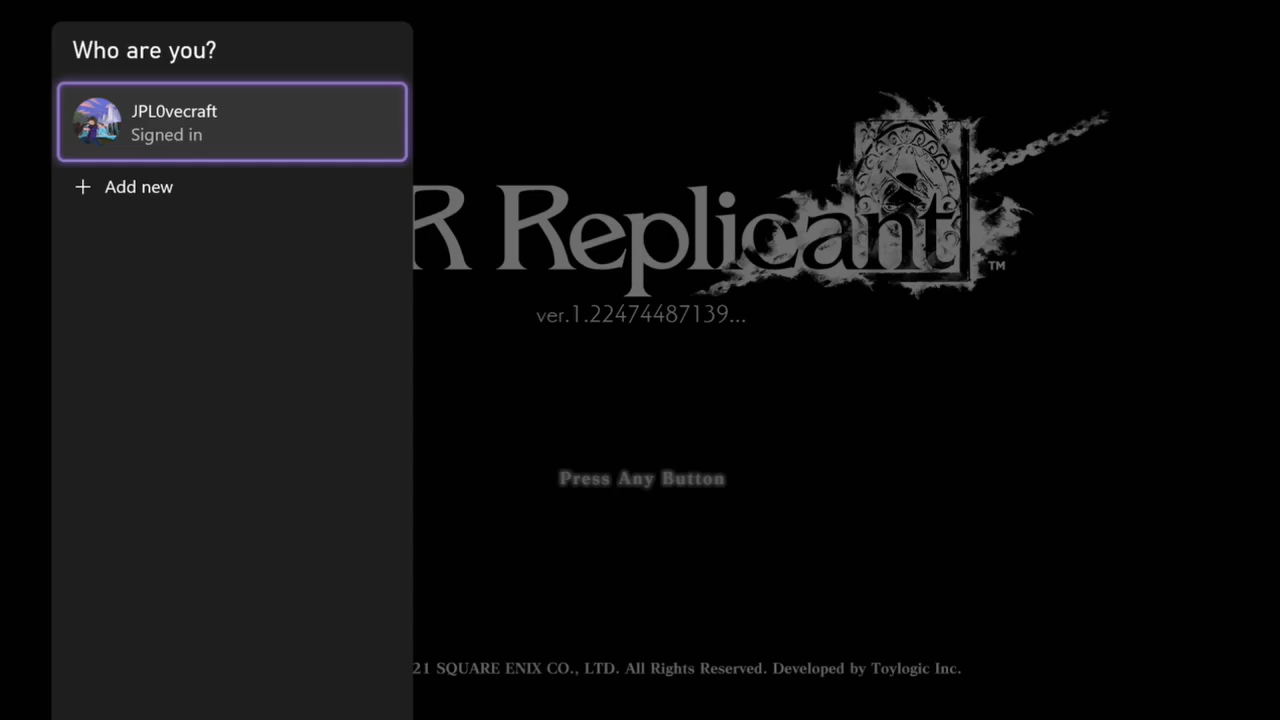 Who are you?
JPL0vecraft
Signed in
+ Add new
R Replicant™
ver.1.22474487139...
Press Any Button
21 SQUARE ENIX CO., LTD. All Rights Reserved. Developed by Toylogic Inc.